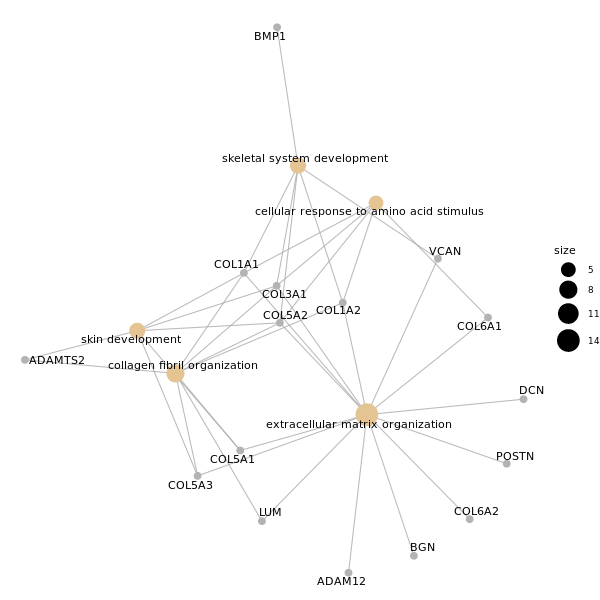 BMP1
skeletal system development
cellular response to amino acid stimulus
VCAN
size
COL1A1
5
COL3A1
8
COL1A2
COL5A2
11
COL6A1
skin development
14
ADAMTS2
collagen fibril organization
DCN
extracellular matrix organization
COL5A1
POSTN
COL5A3
LUM
COL6A2
BGN
ADAM12